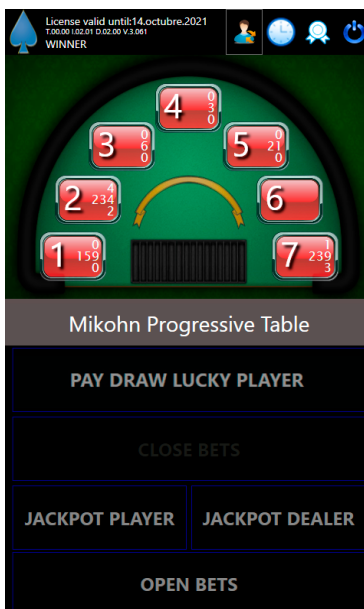 License valid until:14.octubre.2021
T.00.00 I.02.01 D.02.00 V.3.061
WINNER
4
0
3
0
3
0
6
0
5
0
21
0
2
4
234
2
6
1
0
159
0
7
1
239
3
Mikohn Progressive Table
PAY DRAW LUCKY PLAYER
CLOSE BETS
JACKPOT PLAYER
JACKPOT DEALER
OPEN BETS